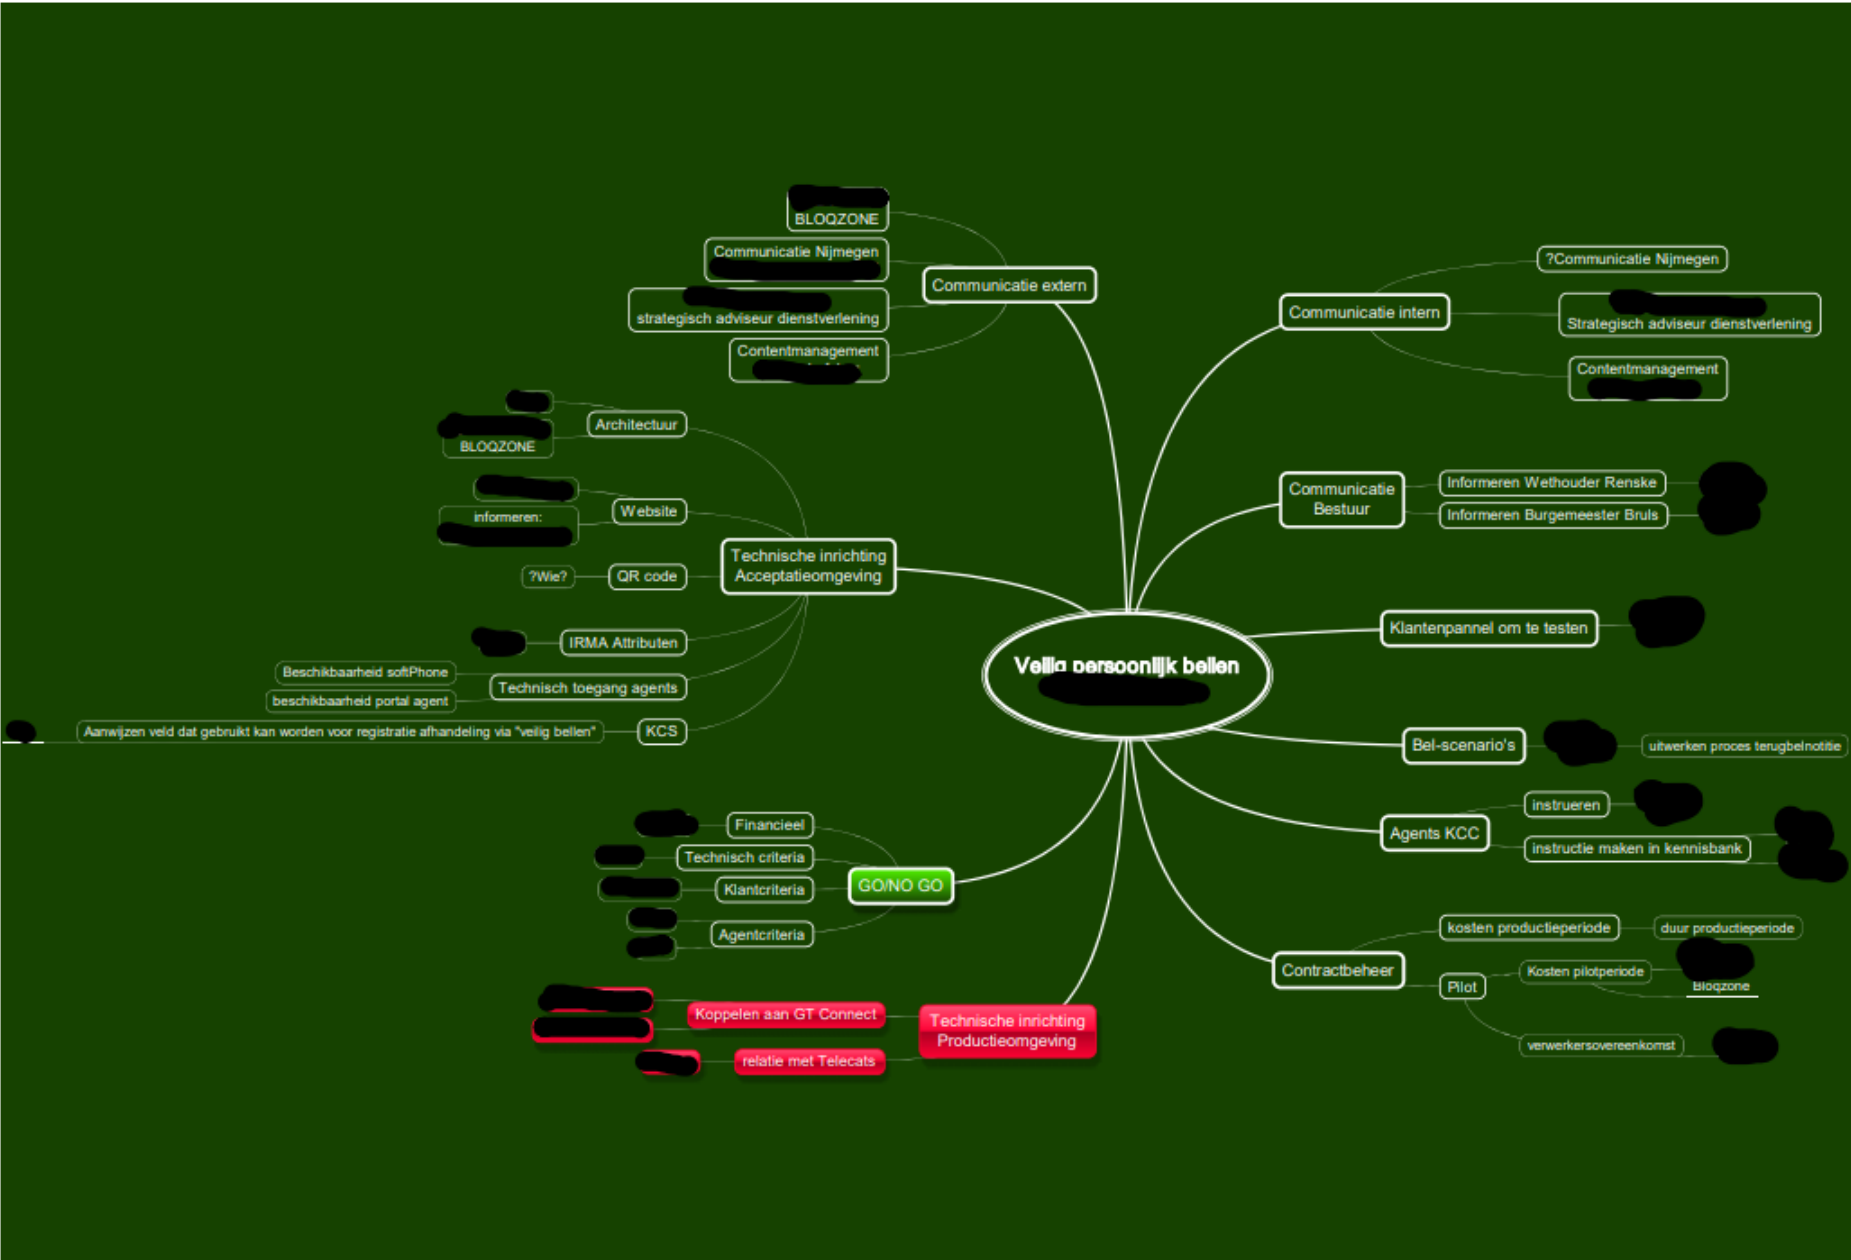 BLOQZONE
Communicatie Nijmegen
strategisch adviseur dienstverlening
Contentmanagement
Communicatie extern
?Communicatie Nijmegen
Communicatie intern
Strategisch adviseur dienstverlening
Contentmanagement
Architectuur
BLOQZONE
Website
informeren:
Technische inrichting
Acceptatieomgeving
?Wie?
QR code
IRMA Attributen
Beschikbaarheid softPhone
beschikbaarheid portal agent
Technisch toegang agents
Aanwijzen veld dat gebruikt kan worden voor registratie afhandeling via "veilig bellen"
KCS
Communicatie
Bestuur
Informeren Wethouder Renske
Informeren Burgemeester Bruls
Klantenpannel om te testen
Veilig persoonlijk bellen
Bel-scenario's
uitwerken proces terugbelnotitie
Agents KCC
instrueren
instructie maken in kennisbank
Financieel
Technisch criteria
Klantcriteria
Agentcriteria
GO/NO GO
Contractbeheer
kosten productieperiode
duur productieperiode
Pilot
Kosten pilotperiode
Bloqzone
verwerkersovereenkomst
Koppelen aan GT Connect
relatie met Telecats
Technische inrichting
Productieomgeving